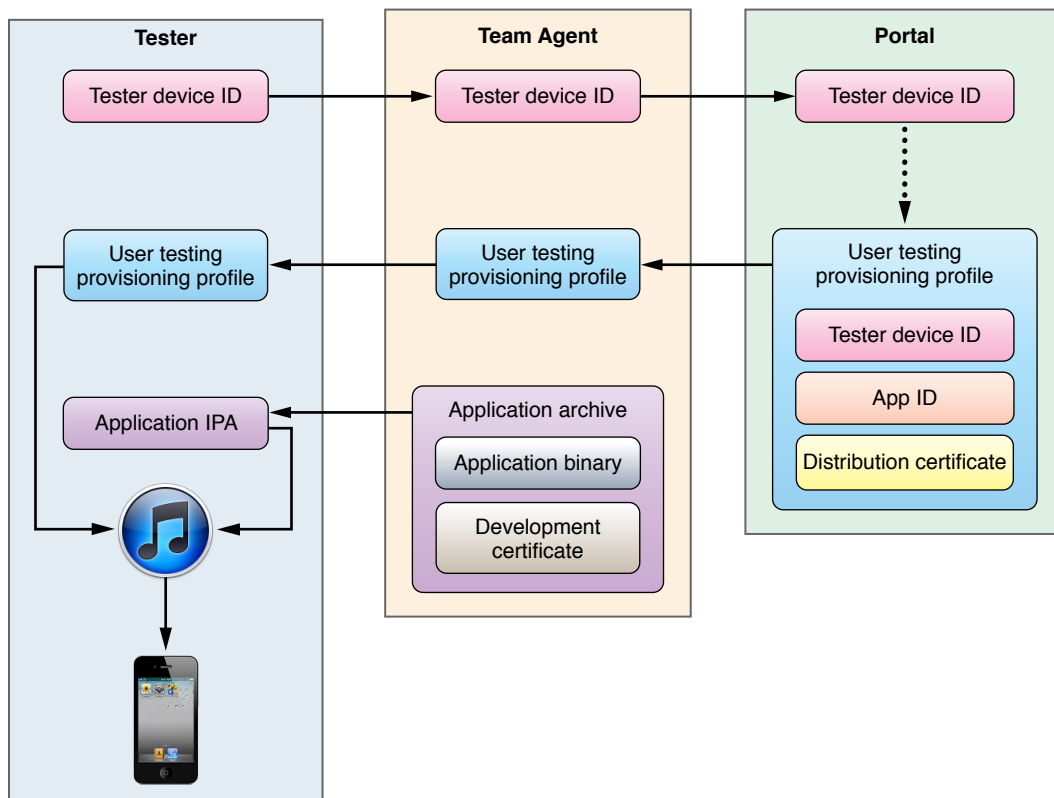 Tester
Tester device ID
User testing
provisioning profile
Application IPA
Team Agent
Tester device ID
User testing
provisioning profile
Application archive
Application binary
Development
certificate
Portal
Tester device ID
User testing
provisioning profile
Tester device ID
App ID
Distribution certificate